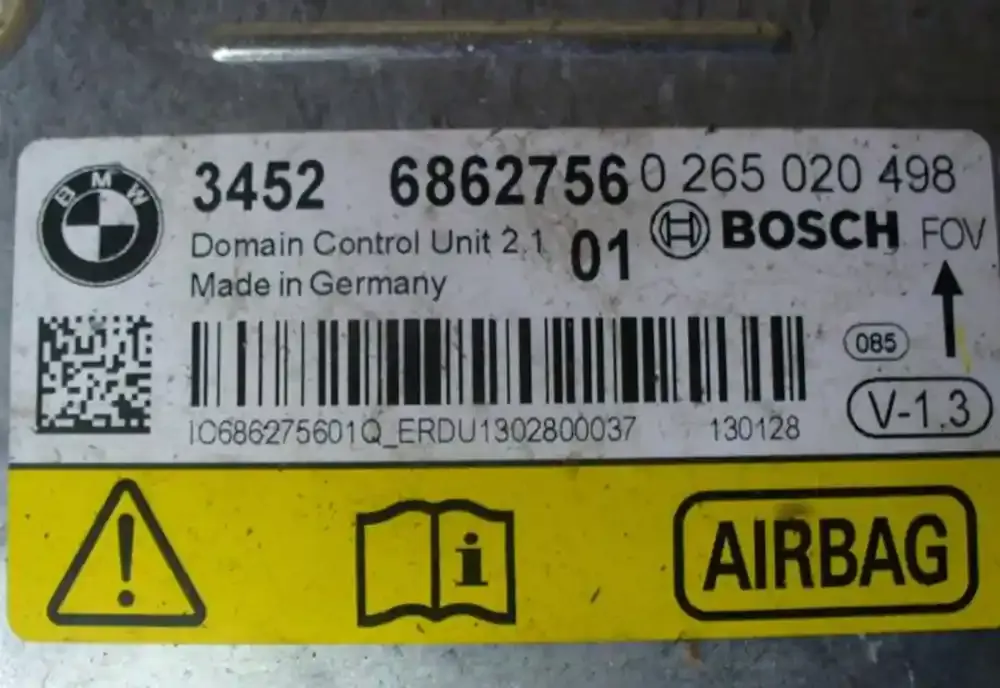 BMW
3452 6862756 0 265 020 498
Domain Control Unit 2.1 01 BOSCH FOV
Made in Germany
085
V-1.3
IC686275601Q_ERDU1302800037 130128
i
AIRBAG